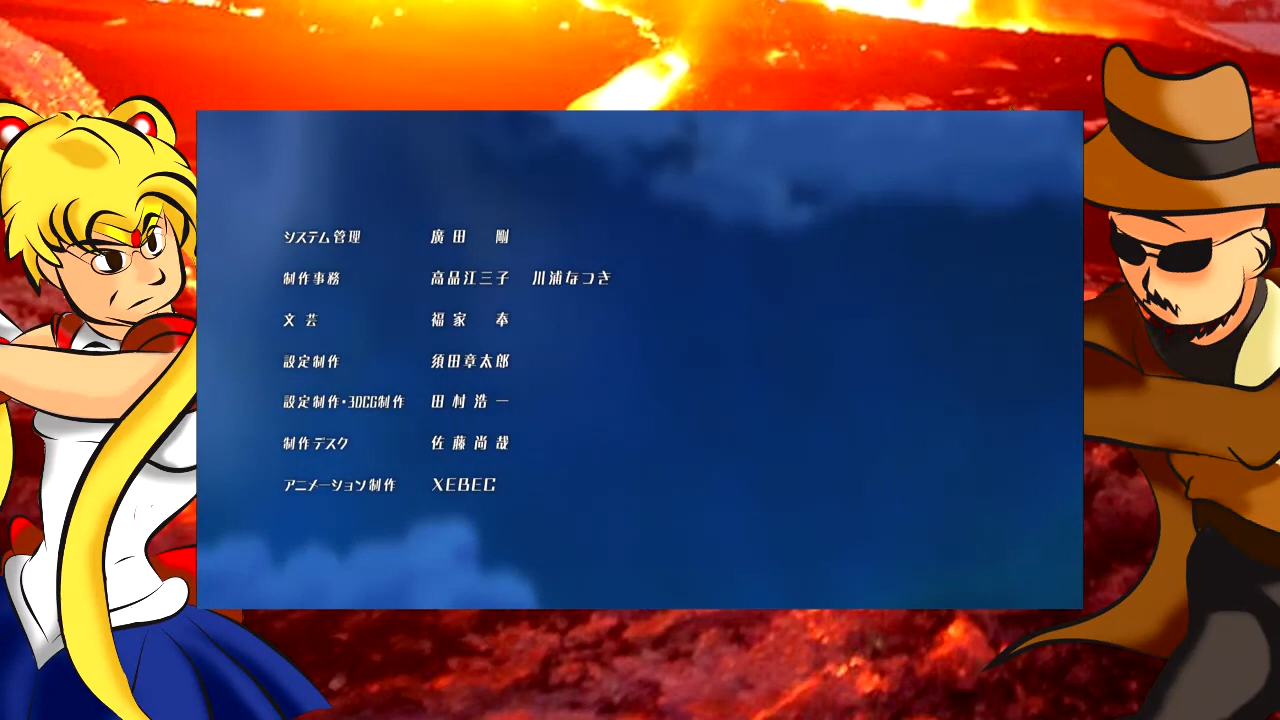 システム管理 廣田 剛
制作事務 高品江三子 川浦なつき
文芸 福家 奉
設定制作 須田章太郎
設定制作・3DCG制作 田村浩一
制作デスク 佐藤尚哉
アニメーション制作 XEBEC